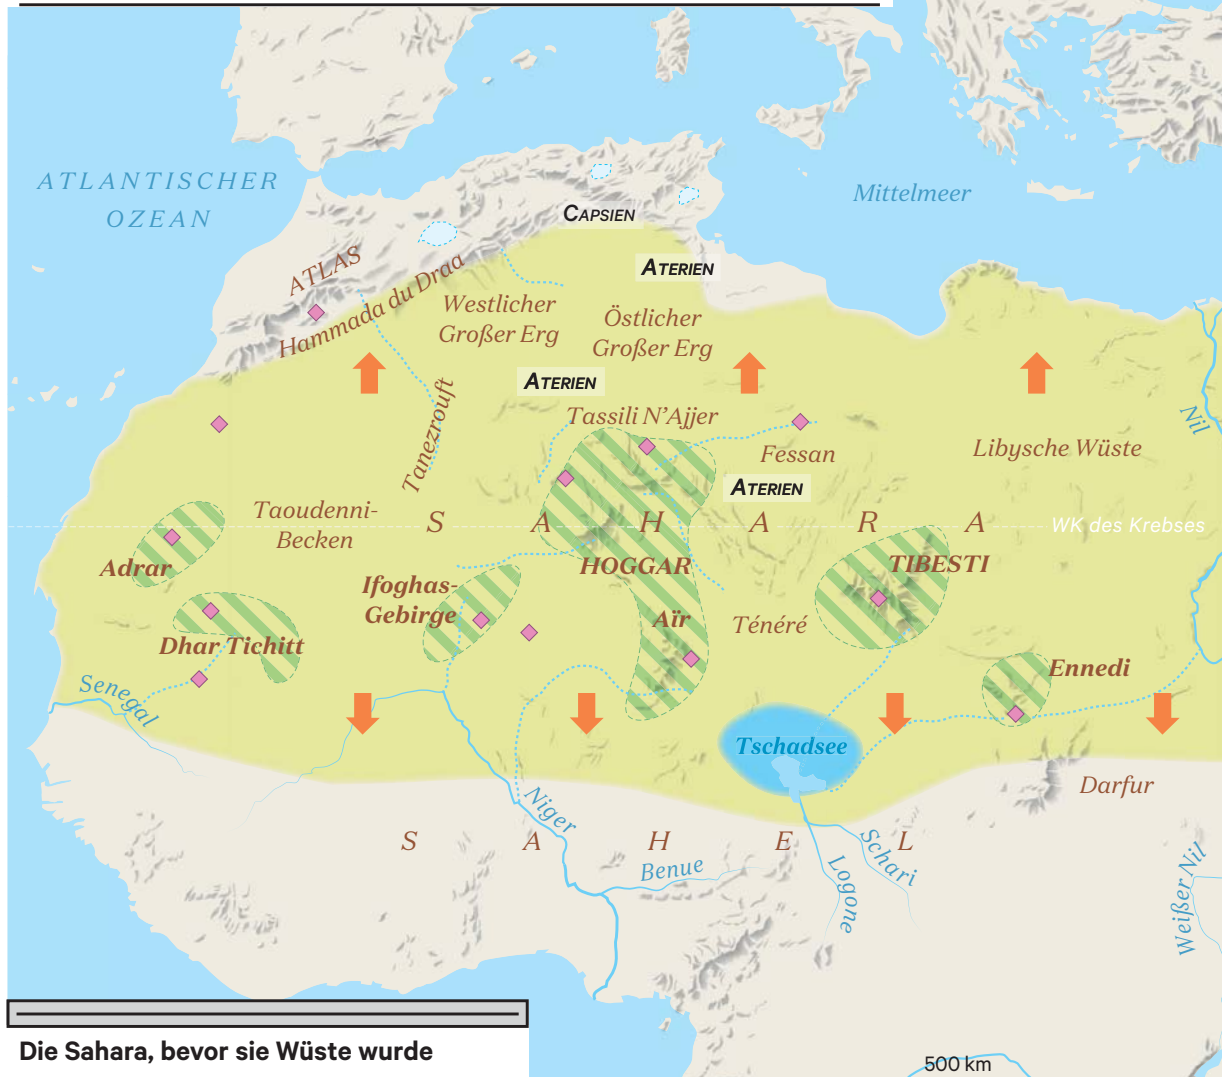 ATLANTISCHER
OZEAN
Mittelmeer
CAPSIEN
ATERIEN
ATLAS
Hammada du Draa
Westlicher
Großer Erg
Östlicher
Großer Erg
ATERIEN
Tanezrouft
Tassili N’Ajjer
Fessan
Libysche Wüste
Nil
ATERIEN
Taoudenni-
Becken
S A H A R A
WK des Krebses
Adrar
HOGGAR
TIBESTI
Ifoghas-
Gebirge
Aïr
Ténéré
Dhar Tichitt
Ennedi
Senegal
Tschadsee
Darfur
Niger
S A H E L
Benue
Schari
Logone
Weißer Nil
Die Sahara, bevor sie Wüste wurde
500 km